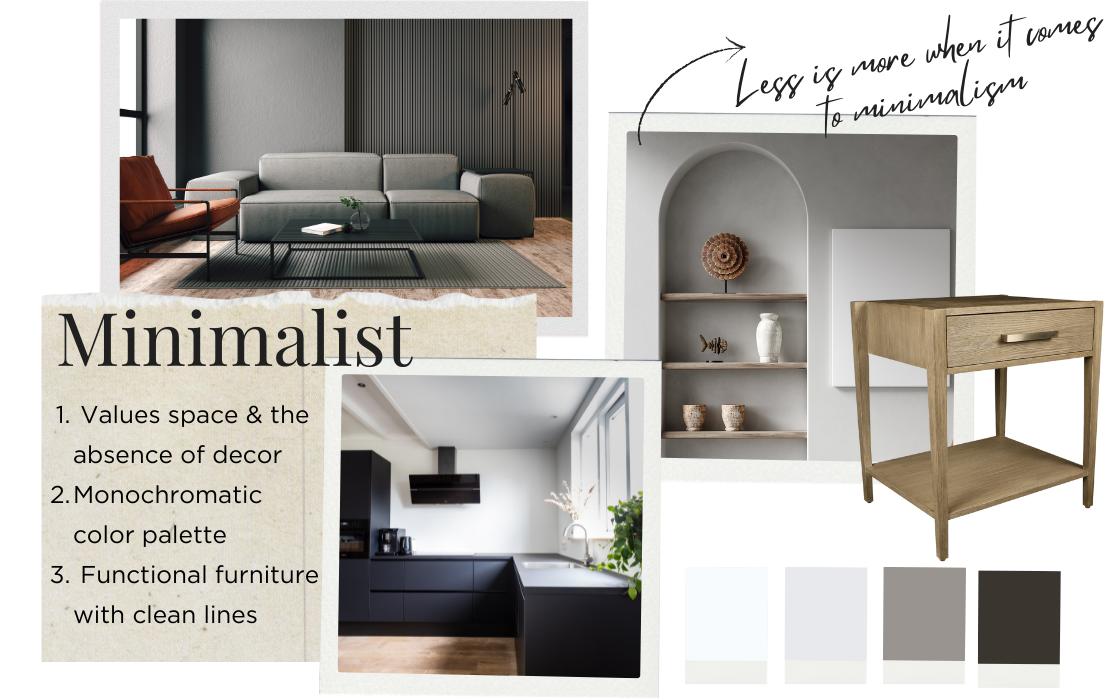 Less is more when it comes
to minimalism
Minimalist
1. Values space & the
absence of decor
2. Monochromatic
color palette
3. Functional furniture
with clean lines